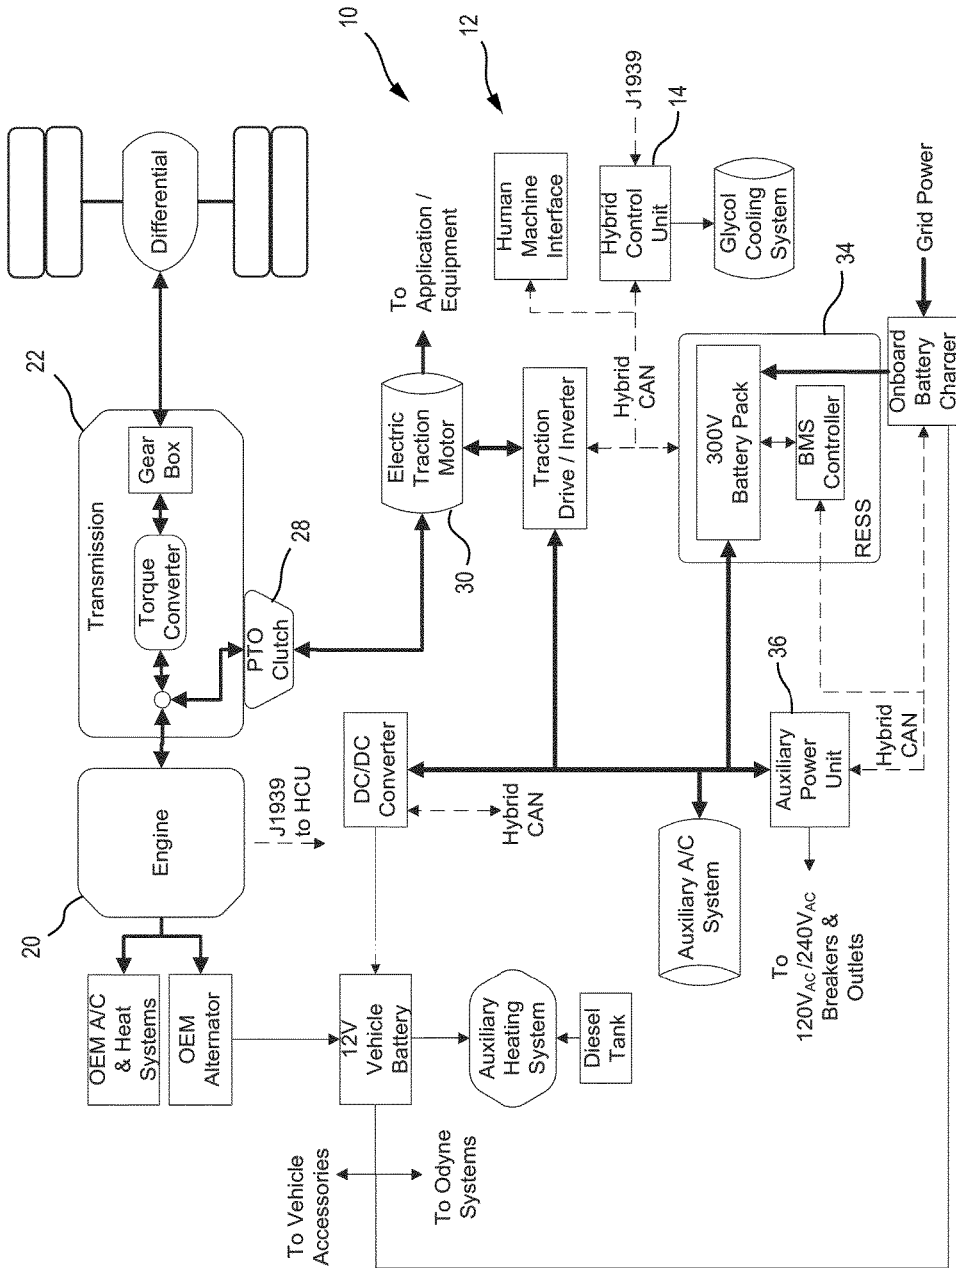 10
12
22
Differential
Transmission
Gear
Box
Torque
Converter
28
PTO
Clutch
To
Application /
Equipment
Electric
Traction
Motor
30
Human
Machine
Interface
J1939
14
Hybrid
Control
Unit
Glycol
Cooling
System
Traction
Drive / Inverter
Hybrid
CAN
34
300V
Battery Pack
BMS
Controller
RESS
Grid Power
Onboard
Battery
Charger
20
Engine
J1939
to HCU
OEM A/C
& Heat
Systems
OEM
Alternator
DC/DC
Converter
Hybrid
CAN
12V
Vehicle
Battery
Auxiliary
Heating
System
Diesel
Tank
Auxiliary A/C
System
36
Auxiliary
Power
Unit
Hybrid
CAN
To
120VAC/240VAC
Breakers &
Outlets
To Vehicle
Accessories
To Odyne
Systems